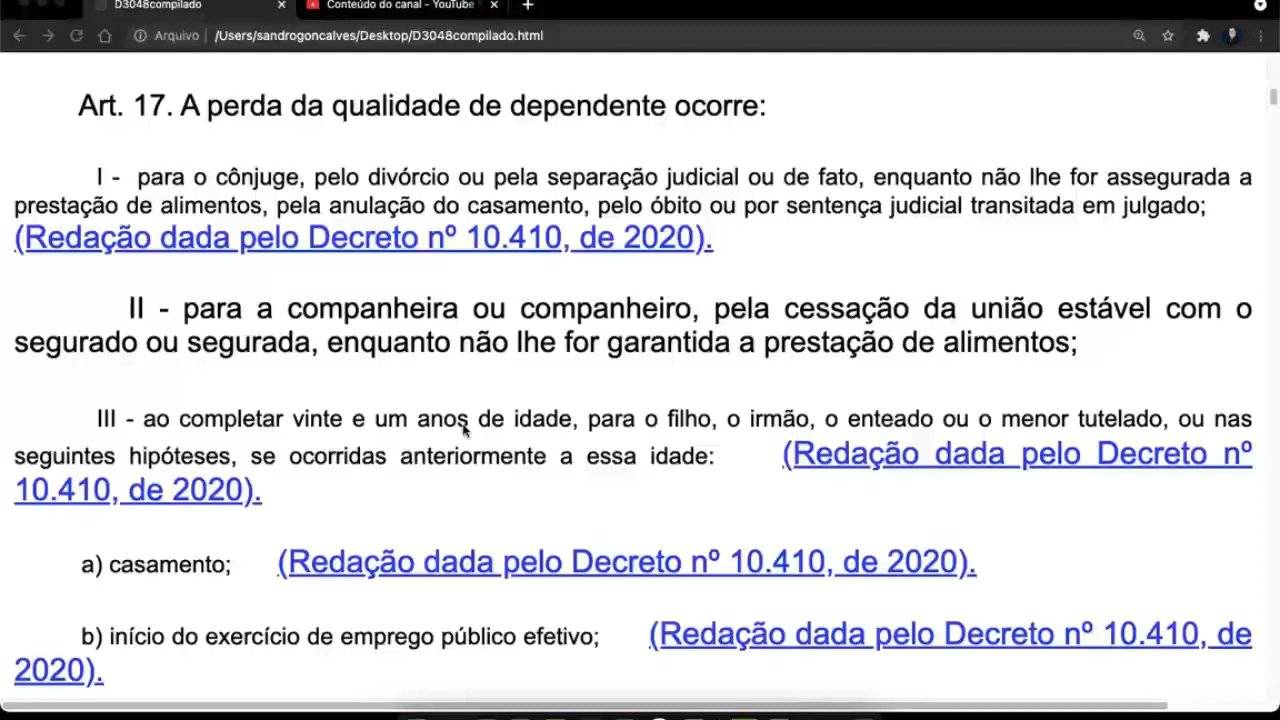 D3048compilado
Conteúdo do canal - YouTube
Arquivo
/Users/sandrogoncalves/Desktop/D3048compilado.html
Art. 17. A perda da qualidade de dependente ocorre:
I - para o cônjuge, pelo divórcio ou pela separação judicial ou de fato, enquanto não lhe for assegurada a
prestação de alimentos, pela anulação do casamento, pelo óbito ou por sentença judicial transitada em julgado;
(Redação dada pelo Decreto nº 10.410, de 2020).
II - para a companheira ou companheiro, pela cessação da união estável com o
segurado ou segurada, enquanto não lhe for garantida a prestação de alimentos;
III - ao completar vinte e um anos de idade, para o filho, o irmão, o enteado ou o menor tutelado, ou nas
seguintes hipóteses, se ocorridas anteriormente a essa idade: (Redação dada pelo Decreto nº
10.410, de 2020).
a) casamento; (Redação dada pelo Decreto nº 10.410, de 2020).
b) início do exercício de emprego público efetivo; (Redação dada pelo Decreto nº 10.410, de
2020).